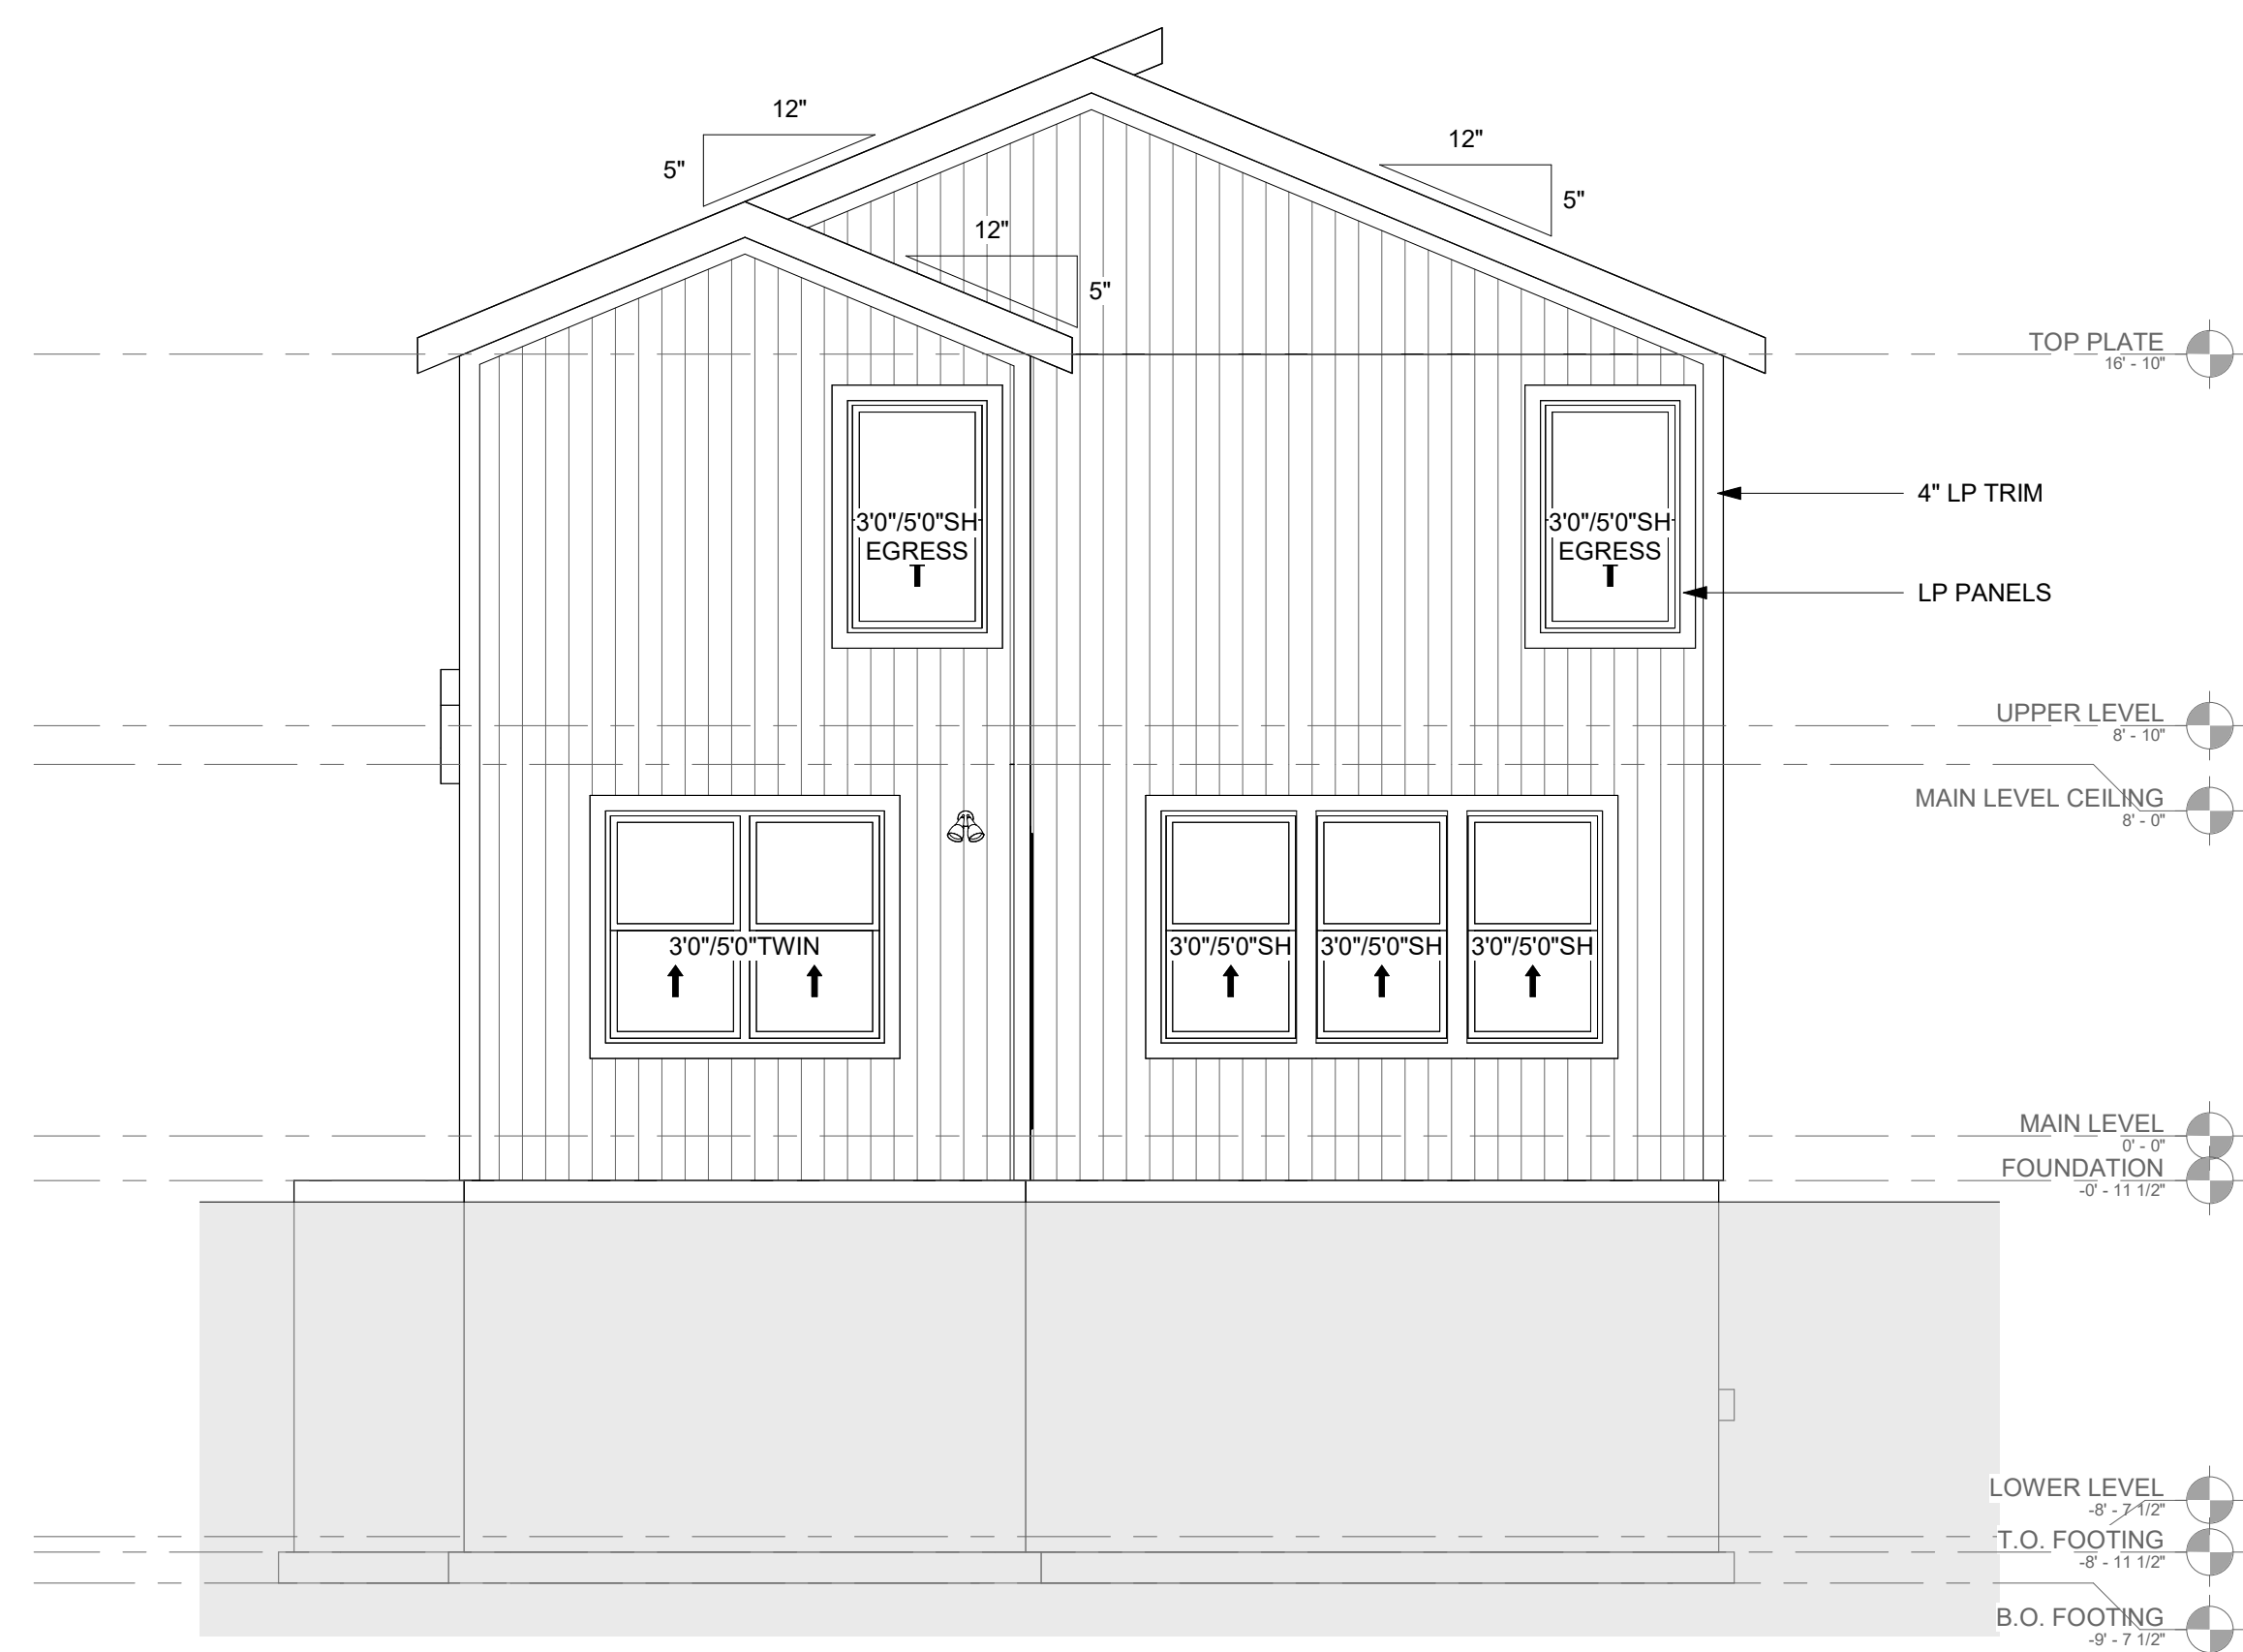 12"
5"
12"
5"
12"
5"
TOP PLATE
16' - 10"
3'0"/5'0"SH
EGRESS
3'0"/5'0"SH
EGRESS
4" LP TRIM
LP PANELS
UPPER LEVEL
8' - 10"
MAIN LEVEL CEILING
8' - 0"
3'0"/5'0"TWIN
3'0"/5'0"SH
3'0"/5'0"SH
3'0"/5'0"SH
MAIN LEVEL
0' - 0"
FOUNDATION
-0' - 11 1/2"
LOWER LEVEL
-8' - 7 1/2"
T.O. FOOTING
-8' - 11 1/2"
B.O. FOOTING
-9' - 7 1/2"